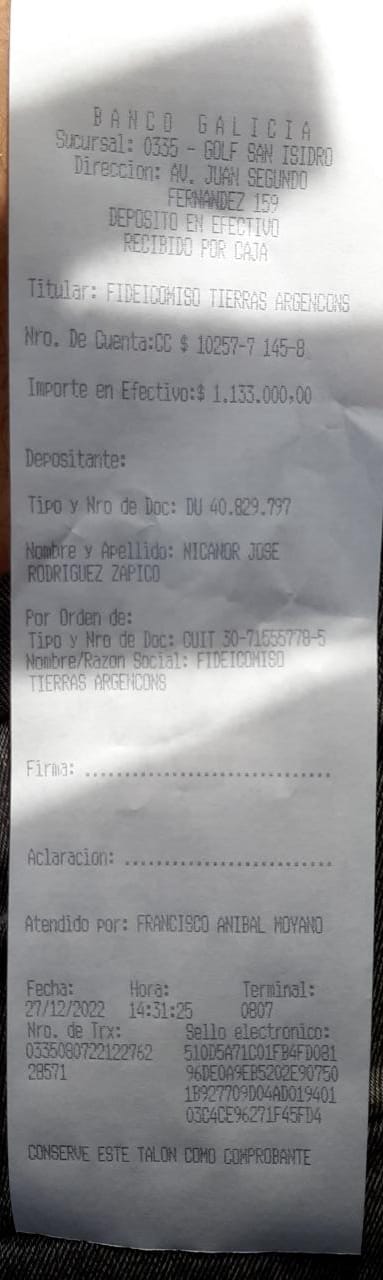 BANCO GALICIA
Sucursal: 0335 - GOLF SAN ISIDRO
Direccion: AV. JUAN SEGUNDO
FERNANDEZ 159
DEPOSITO EN EFECTIVO
RECIBIDO POR CAJA
Titular: FIDEICOMISO TIERRAS ARGENCONS
Nro. De Cuenta:CC $ 10257-7 145-8
Importe en Efectivo:$ 1.133.000,00
Depositante:
Tipo y Nro de Doc: DU 40.829.797
Nombre y Apellido: NICANOR JOSE
RODRIGUEZ ZAPICO
Por Orden de:
Tipo y Nro de Doc: CUIT 30-71555778-5
Nombre/Razon Social: FIDEICOMISO
TIERRAS ARGENCONS
Firma: ................................
Aclaracion: ..............................
Atendido por: FRANCISCO ANIBAL MOYANO
Fecha: Hora: Terminal:
27/12/2022 14:31:25 0807
Nro. de Trx: Sello electronico:
0335080722122762 510D5A71C01FB4FD081
28571 96DE0A9EB5202E90750
1B927709D04AD019401
03C4CE96271F45FD4
CONSERVE ESTE TALON COMO COMPROBANTE